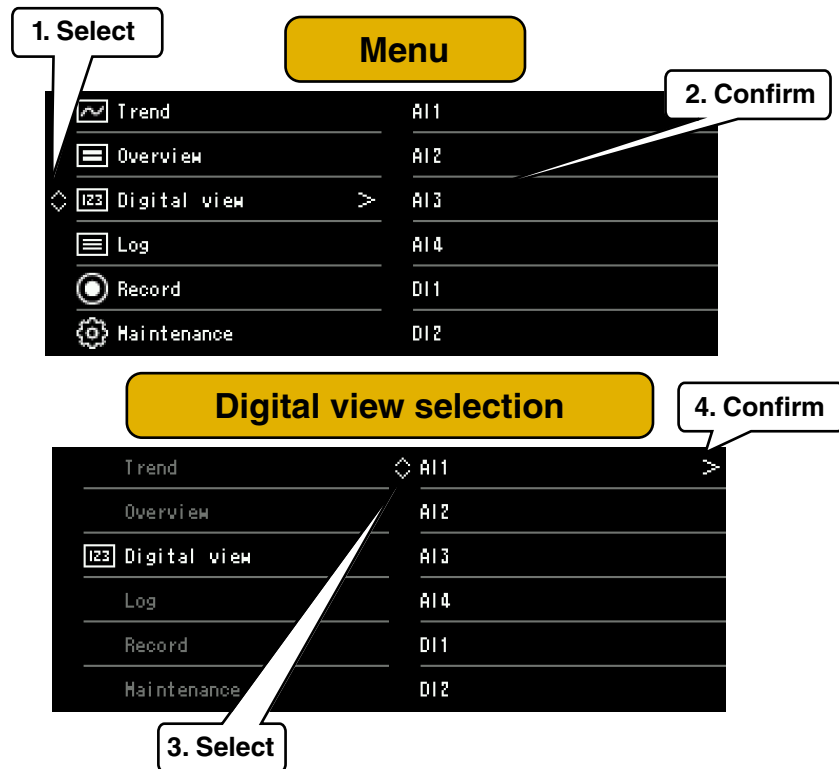 1. Select
Menu
2. Confirm
Trend
AI1
Overview
AI2
123 Digital view >
AI3
Log
AI4
Record
DI1
Maintenance
DI2
Digital view selection
4. Confirm
Trend
AI1 >
Overview
AI2
123 Digital view
AI3
Log
AI4
Record
DI1
Maintenance
DI2
3. Select